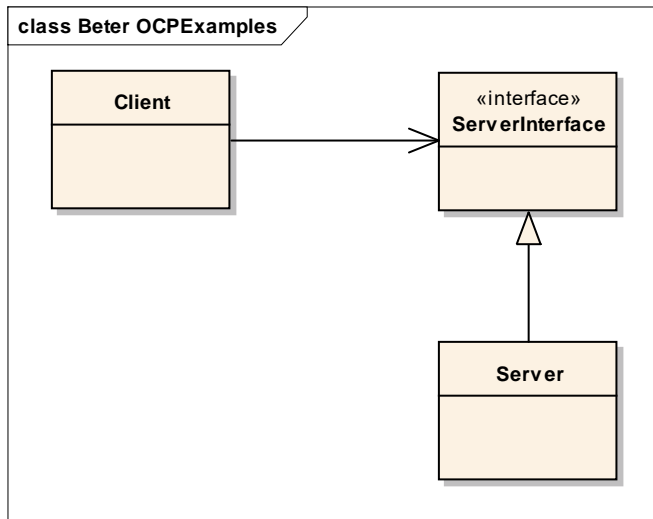 class Beter OCPExamples
Client
«interface»
ServerInterface
Server